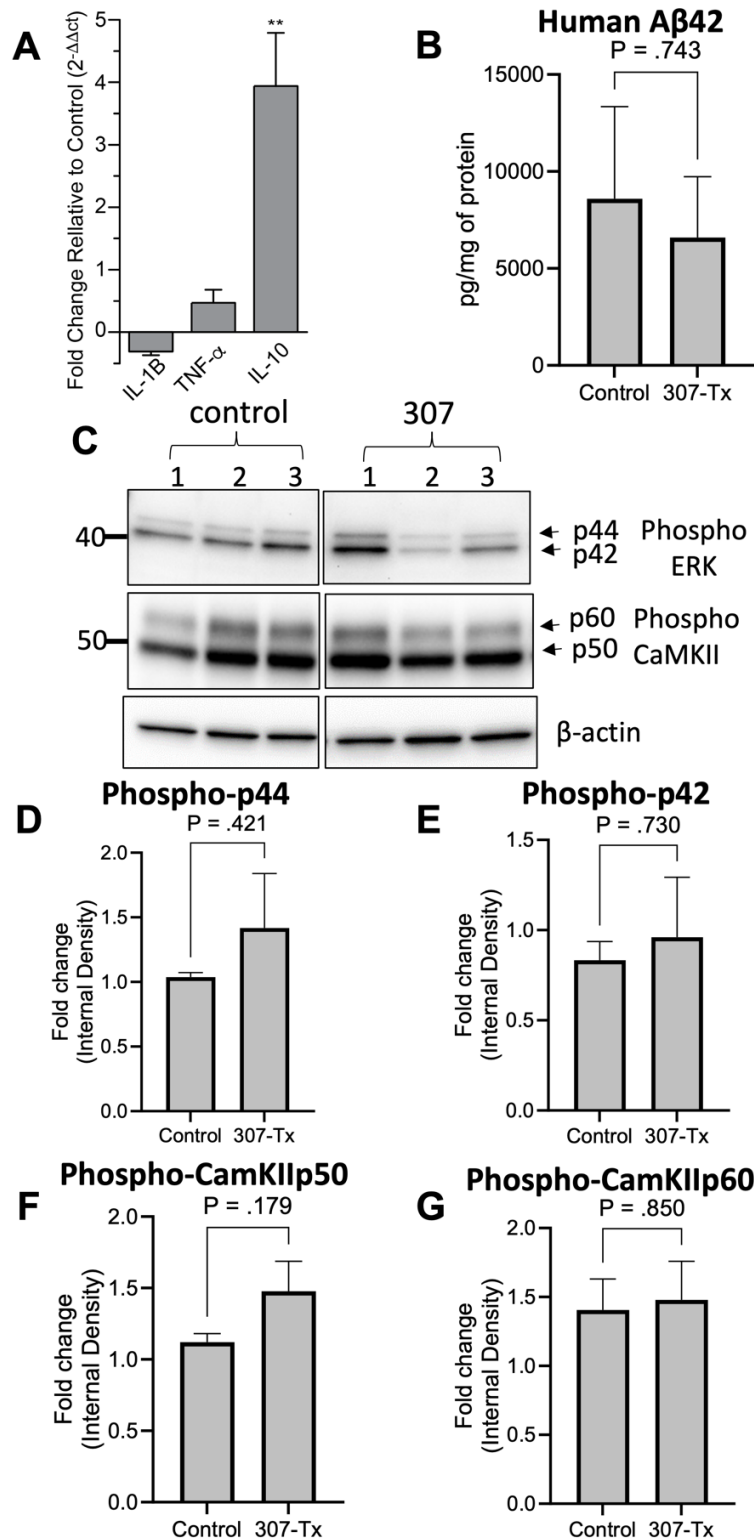 A
Fold Change Rellative to Control (2-ΔΔct)
5
4
3
2
1
0
**
IL-1B
TNF-α
IL-10
B
Human Aβ42
P = .743
pg/mg of protein
15000
10000
5000
0
Control 307-Tx
C
control 307
1 2 3 1 2 3
40
p44 Phospho
p42 ERK
50
p60 Phospho
p50 CaMKII
β-actin
D
Phospho-p44
P = .421
Fold change
(Internal Density)
2.0
1.5
1.0
0.5
0.0
Control 307-Tx
E
Phospho-p42
P = .730
Fold change
(Internal Density)
1.5
1.0
0.5
0.0
Control 307-Tx
F
Phospho-CamKIIp50
P = .179
Fold change
(Internal Density)
2.0
1.5
1.0
0.5
0.0
Control 307-Tx
G
Phospho-CamKIIp60
P = .850
Fold change
(Internal Density)
2.0
1.5
1.0
0.5
0.0
Control 307-Tx